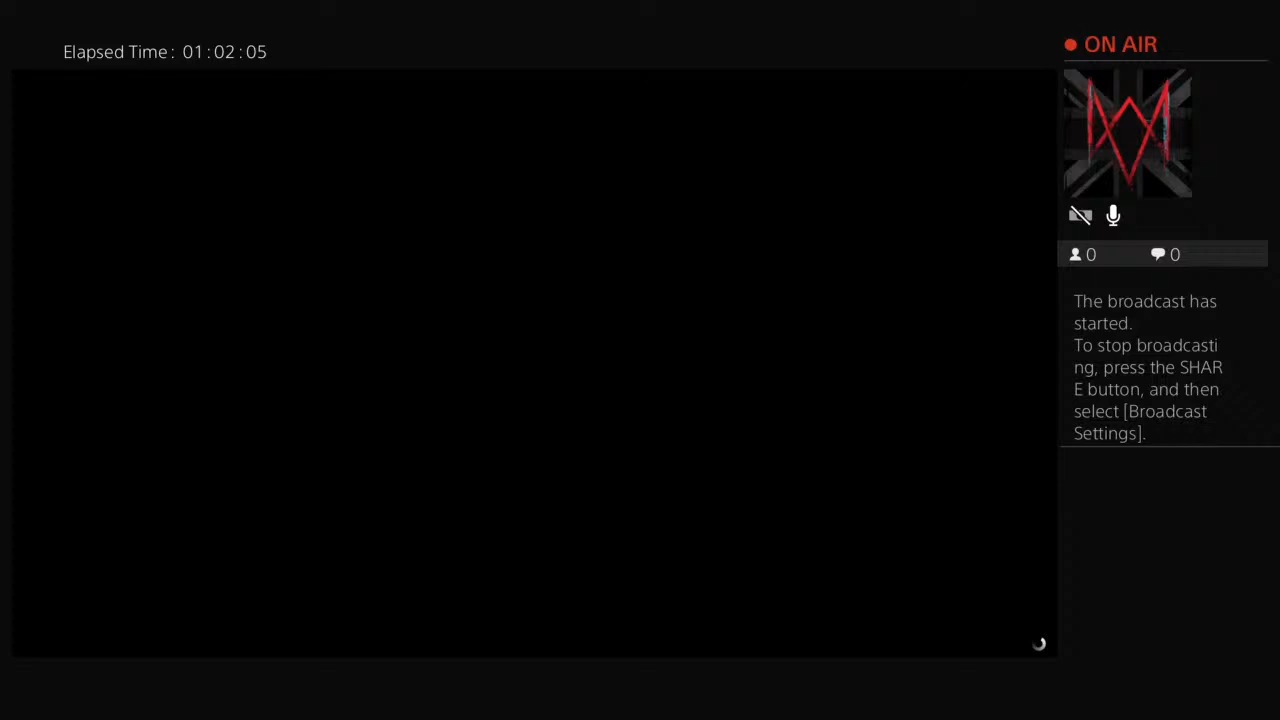 Elapsed Time: 01:02:05
ON AIR
0 0
The broadcast has
started.
To stop broadcasti
ng, press the SHAR
E button, and then
select [Broadcast
Settings].